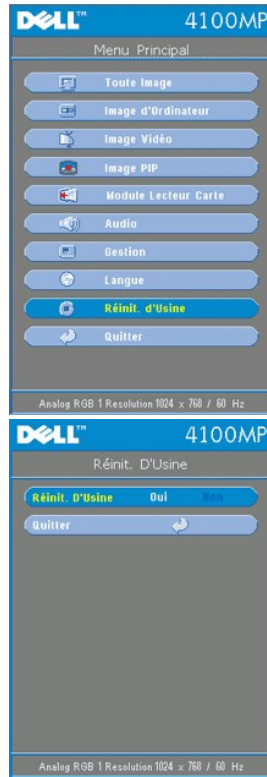 DELL™ 4100MP
Menu Principal
Toute Image
Image d'Ordinateur
Image Vidéo
Image PIP
Module Lecteur Carte
Audio
Gestion
Langue
Réinit. d'Usine
Quitter
Analog RGB 1 Resolution 1024 x 768 / 60 Hz
DELL™ 4100MP
Réinit. D'Usine
Réinit. D'Usine Oui Non
Quitter
Analog RGB 1 Resolution 1024 x 768 / 60 Hz